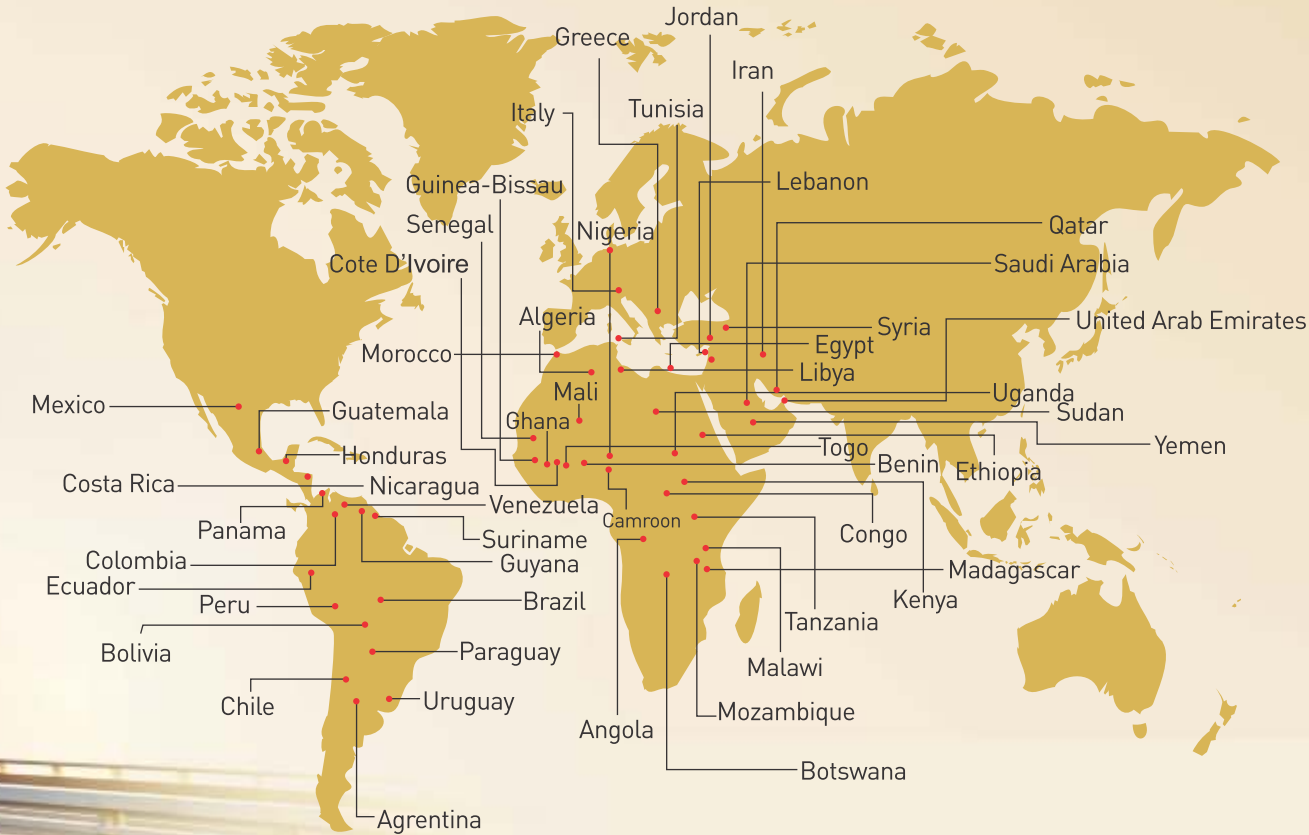 Jordan
Greece
Iran
Italy
Tunisia
Lebanon
Guinea-Bissau
Senegal
Nigeria
Qatar
Cote D'Ivoire
Saudi Arabia
Algeria
Syria
United Arab Emirates
Morocco
Egypt
Libya
Mali
Uganda
Mexico
Guatemala
Ghana
Sudan
Togo
Yemen
Honduras
Benin
Ethiopia
Costa Rica
Nicaragua
Venezuela
Camroon
Panama
Suriname
Congo
Colombia
Guyana
Madagascar
Ecuador
Peru
Brazil
Kenya
Tanzania
Bolivia
Paraguay
Malawi
Chile
Uruguay
Mozambique
Angola
Botswana
Agrentina